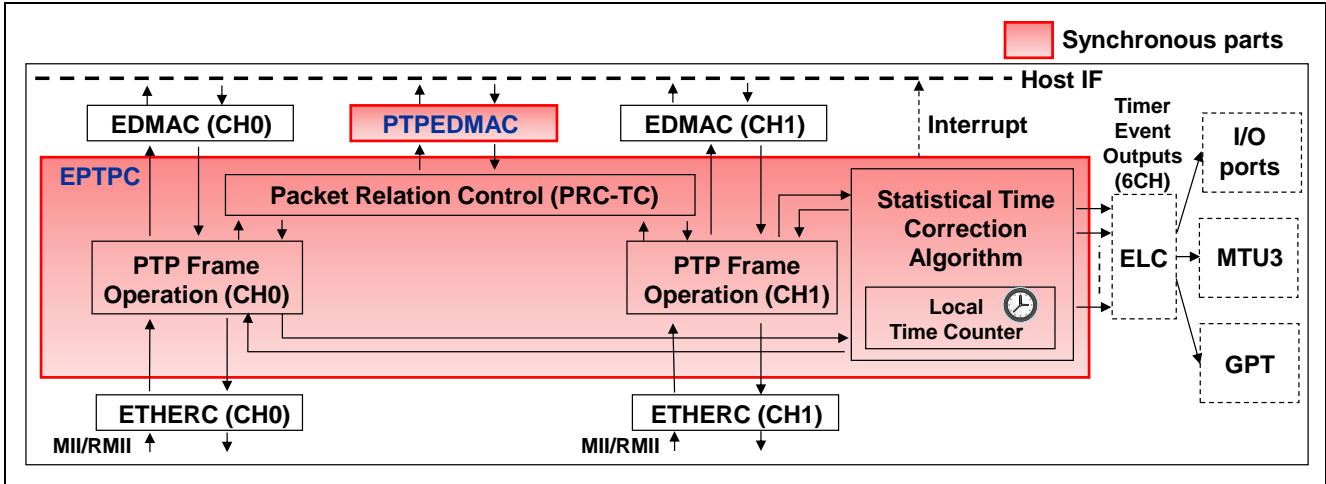 Synchronous parts
Host IF
EDMAC (CH0)
PTPEDMAC
EDMAC (CH1)
Interrupt
Timer
Event
Outputs
(6CH)
I/O
ports
EPTPC
Packet Relation Control (PRC-TC)
Statistical Time
Correction
Algorithm
PTP Frame
Operation (CH0)
PTP Frame
Operation (CH1)
ELC
MTU3
Local
Time Counter
GPT
ETHERC (CH0)
ETHERC (CH1)
MII/RMII
MII/RMII